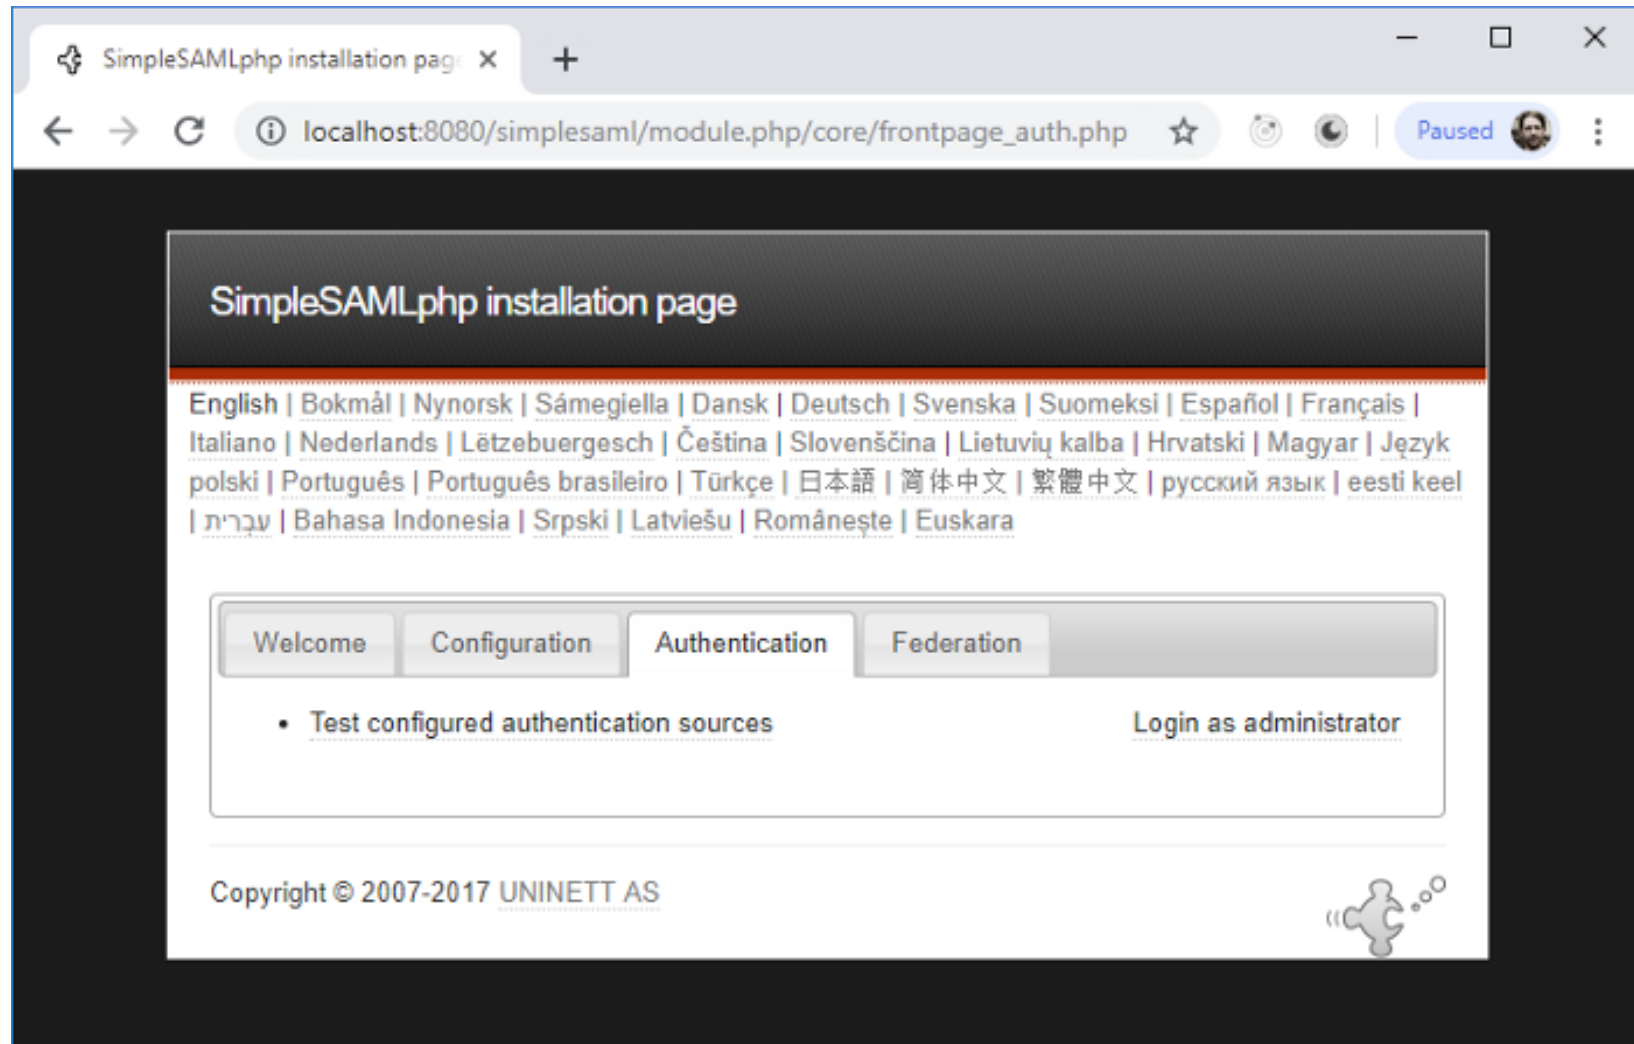 SimpleSAMLphp installation page
localhost:8080/simplesaml/module.php/core/frontpage_auth.php
Paused
SimpleSAMLphp installation page
English | Bokmål | Nynorsk | Sámegiella | Dansk | Deutsch | Svenska | Suomeksi | Español | Français |
Italiano | Nederlands | Lëtzebuergesch | Čeština | Slovenščina | Lietuvių kalba | Hrvatski | Magyar | Język
polski | Português | Português brasileiro | Türkçe | 日本語 | 简体中文 | 繁體中文 | русский язык | eesti keel
| עִבְרִית | Bahasa Indonesia | Srpski | Latviešu | Românește | Euskara
Welcome Configuration Authentication Federation
• Test configured authentication sources Login as administrator
Copyright © 2007-2017 UNINETT AS